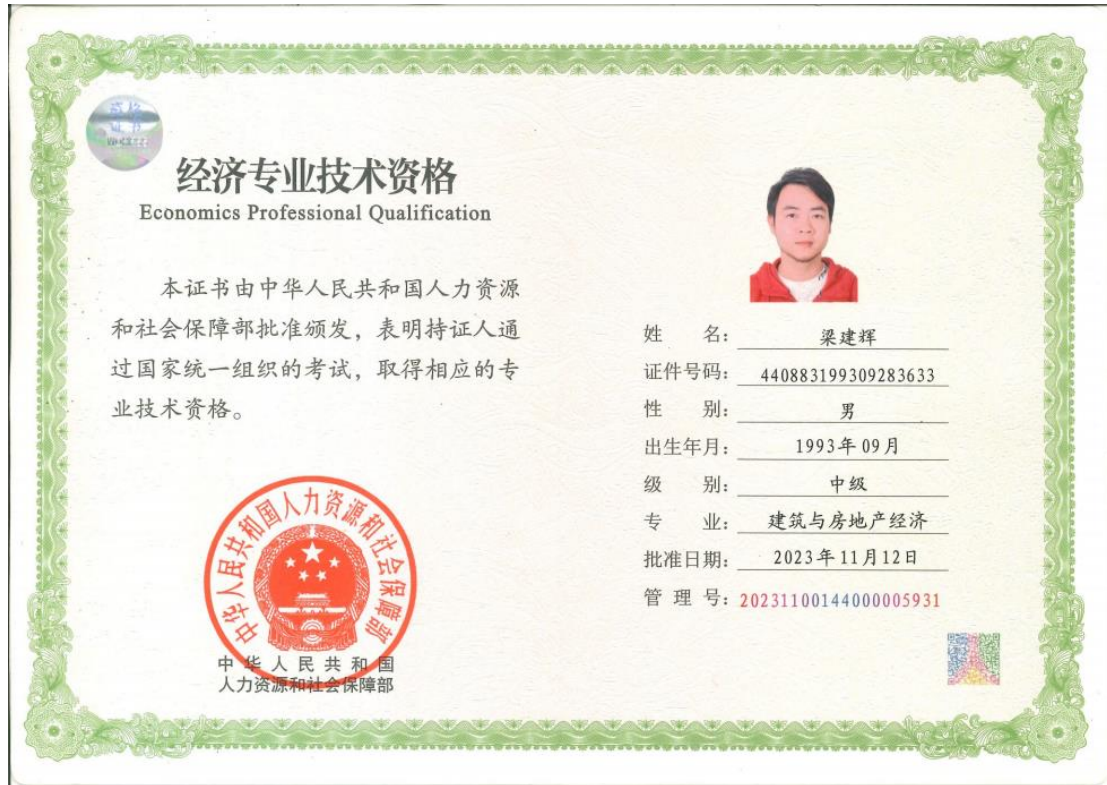 经济专业技术资格
Economics Professional Qualification
本证书由中华人民共和国人力资源
和社会保障部批准颁发，表明持证人通
过国家统一组织的考试，取得相应的专
业技术资格。
中华人民共和国人力资源和社会保障部
中华人民共和国
人力资源和社会保障部
姓 名：梁建辉
证件号码：440883199309283633
性 别：男
出生年月：1993年09月
级 别：中级
专 业：建筑与房地产经济
批准日期：2023年11月12日
管 理 号：20231100144000005931